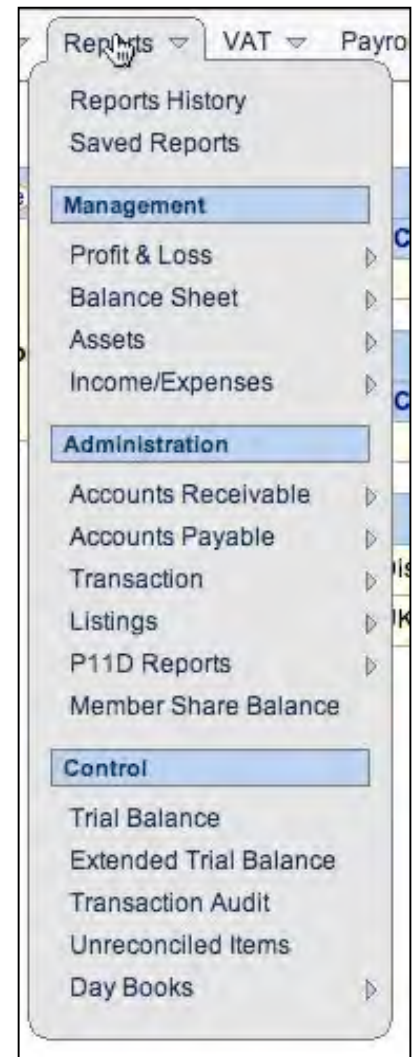 Reports VAT Payro
Reports History
Saved Reports
Management
Profit & Loss
Balance Sheet
Assets
Income/Expenses
Administration
Accounts Receivable
Accounts Payable
Transaction
Listings
P11D Reports
Member Share Balance
Control
Trial Balance
Extended Trial Balance
Transaction Audit
Unreconciled Items
Day Books